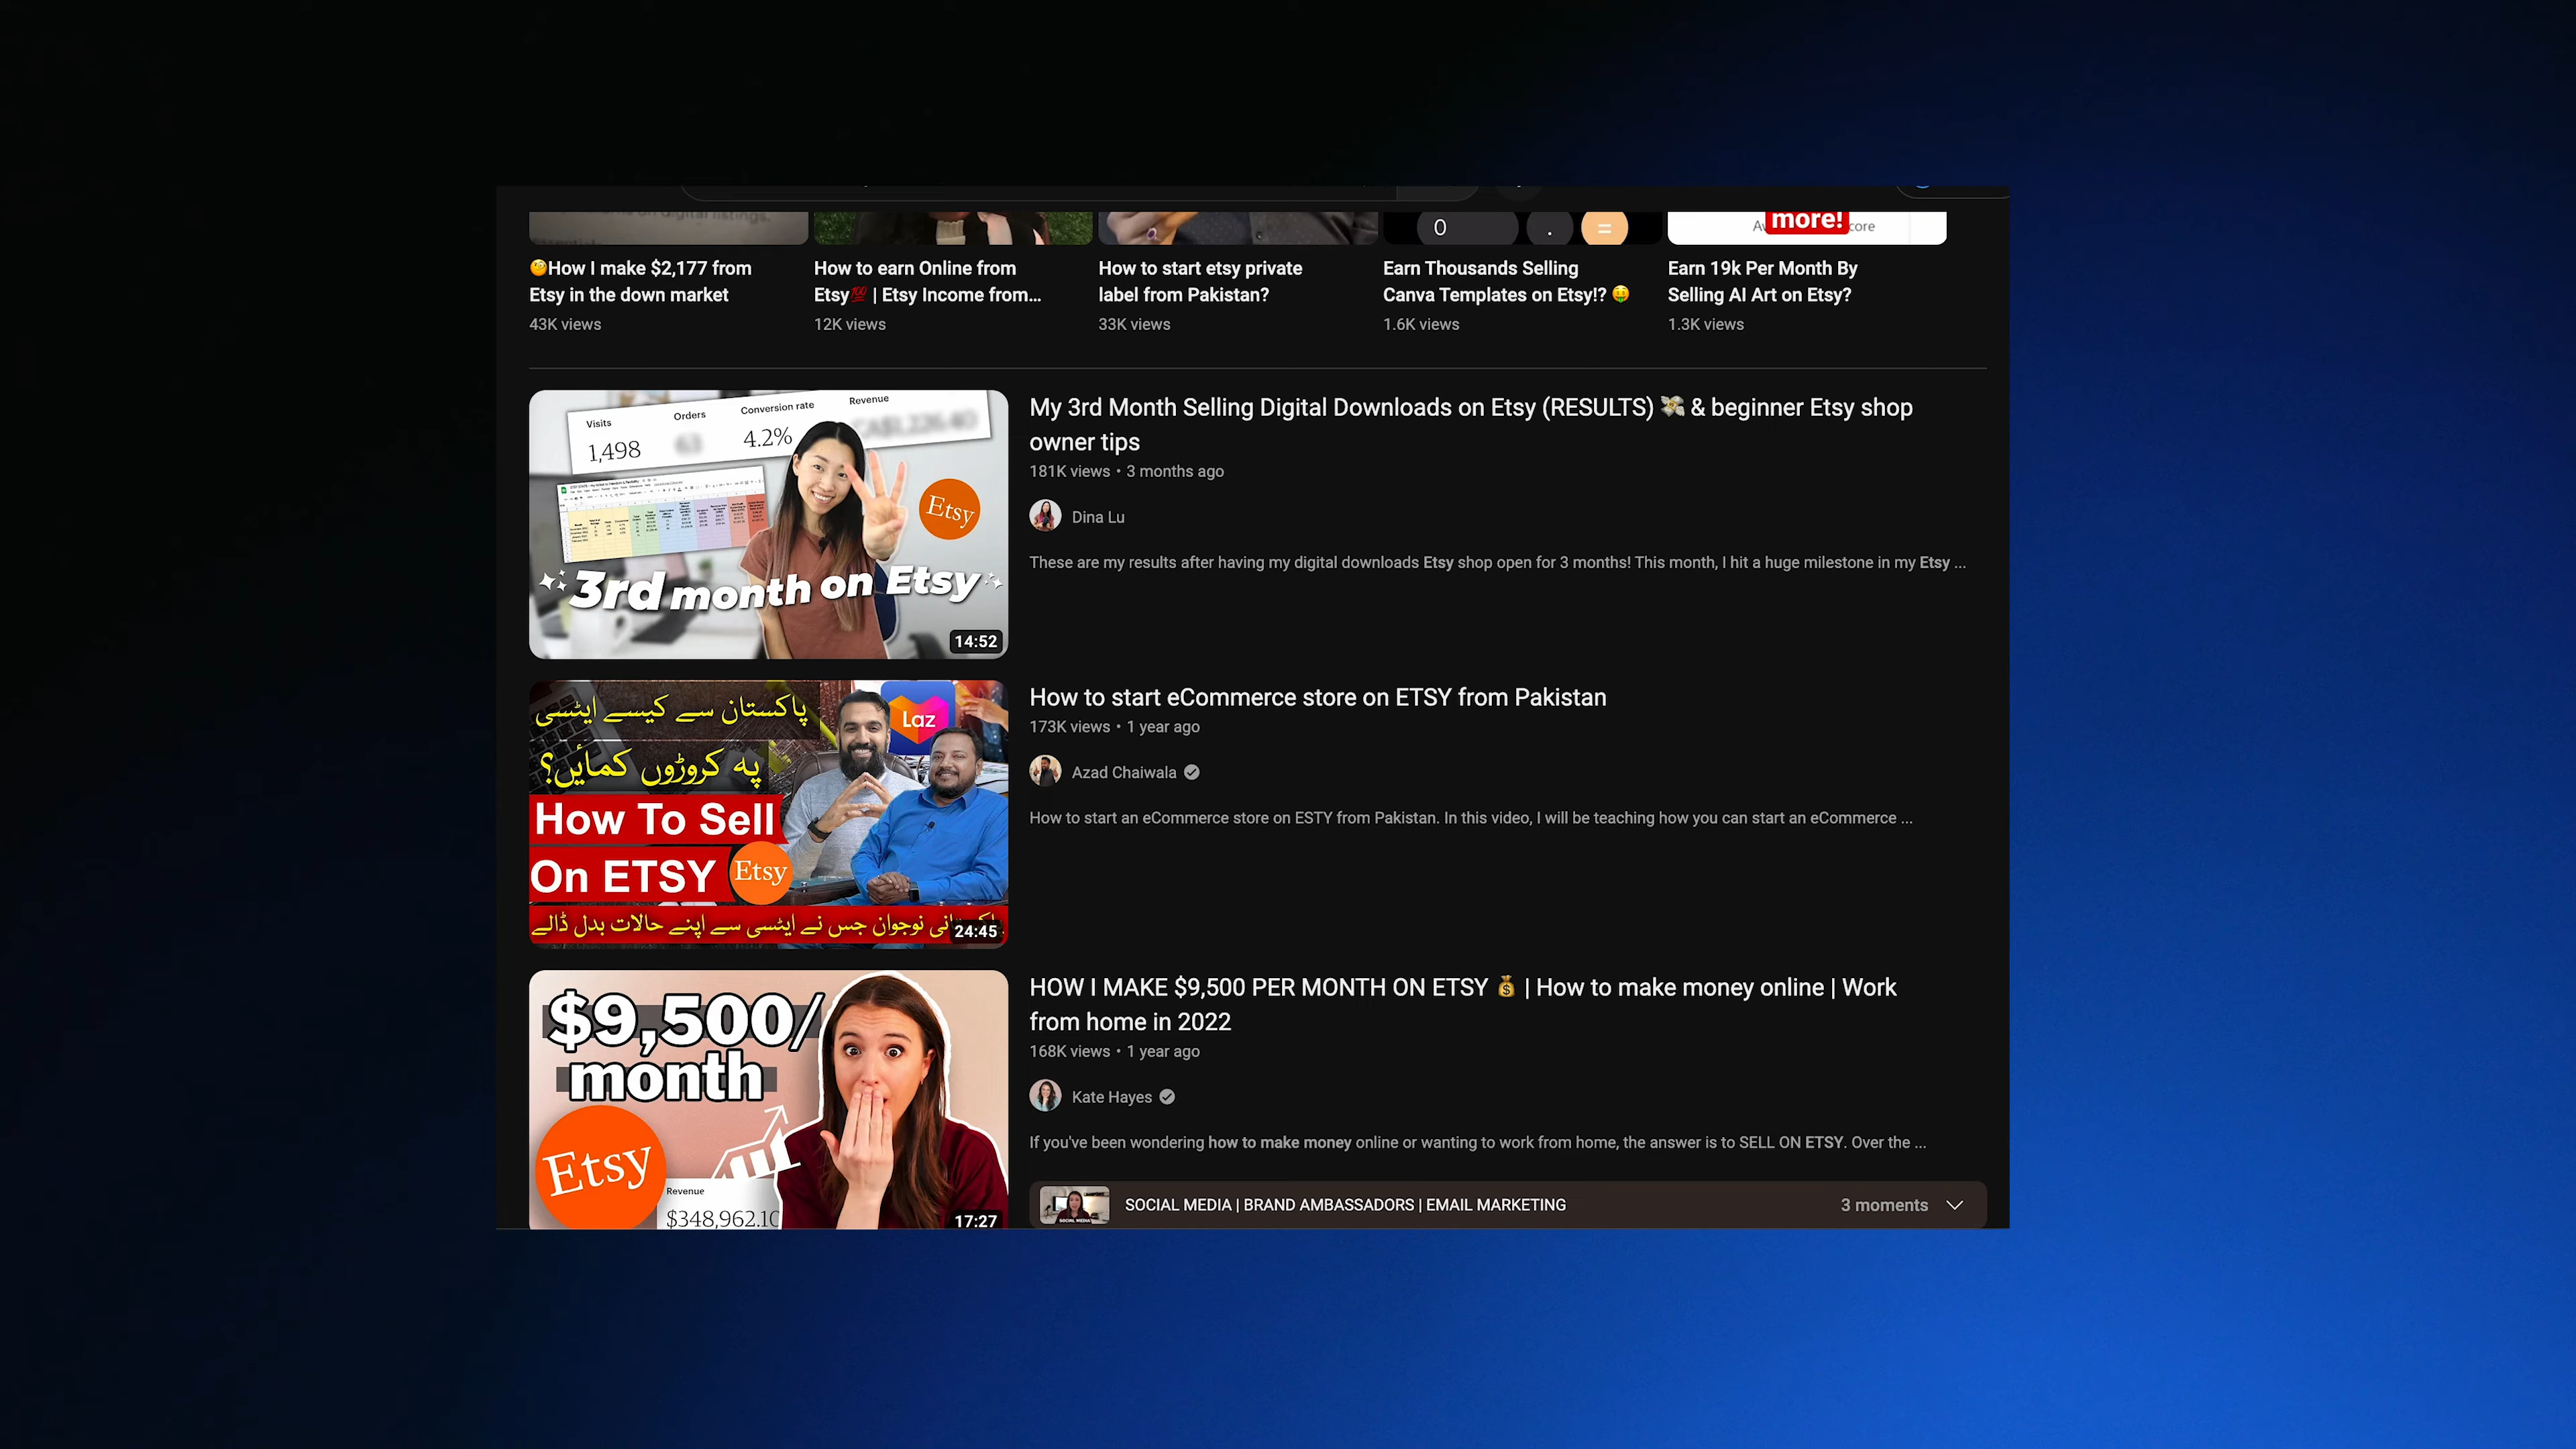 more!
0 . =
How I make $2,177 from
Etsy in the down market
43K views
How to earn Online from
Etsy💯 | Etsy Income from...
12K views
How to start etsy private
label from Pakistan?
33K views
Earn Thousands Selling
Canva Templates on Etsy!? 🤑
1.6K views
Earn 19k Per Month By
Selling AI Art on Etsy?
1.3K views
Visits Orders Conversion rate Revenue
1,498 4.2%
Etsy
3rd month on Etsy
14:52
My 3rd Month Selling Digital Downloads on Etsy (RESULTS) 💸 & beginner Etsy shop
owner tips
181K views • 3 months ago
Dina Lu
These are my results after having my digital downloads Etsy shop open for 3 months! This month, I hit a huge milestone in my Etsy ...
پاکستان سے کیسے ایٹسی
پہ کروڑوں کمائیں؟
Laz
How To Sell
On ETSY Etsy
نوجوان جس نے ایٹسی سے اپنے حالات بدل ڈالے
24:45
How to start eCommerce store on ETSY from Pakistan
173K views • 1 year ago
Azad Chaiwala
How to start an eCommerce store on ESTY from Pakistan. In this video, I will be teaching how you can start an eCommerce ...
$9,500/
month
Etsy
Revenue
$348,962.10
17:27
HOW I MAKE $9,500 PER MONTH ON ETSY 💰 | How to make money online | Work
from home in 2022
168K views • 1 year ago
Kate Hayes
If you've been wondering how to make money online or wanting to work from home, the answer is to SELL ON ETSY. Over the ...
SOCIAL MEDIA | BRAND AMBASSADORS | EMAIL MARKETING
3 moments